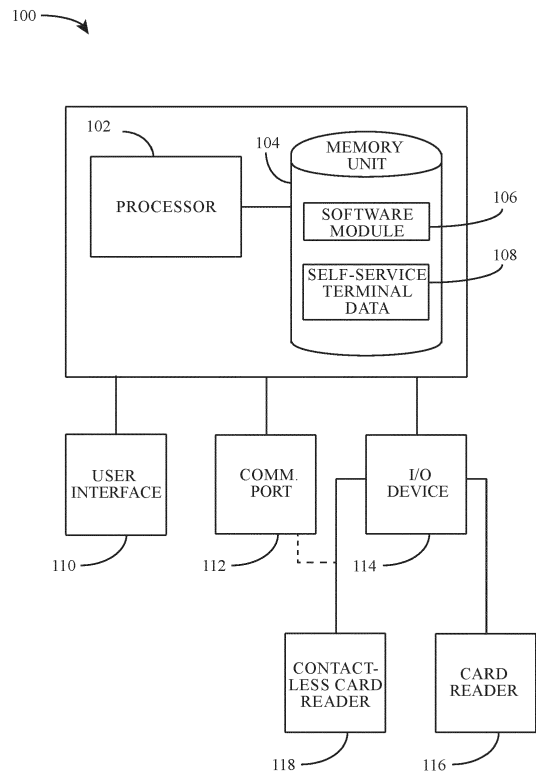 100
102
PROCESSOR
104
MEMORY
UNIT
SOFTWARE
MODULE
106
SELF-SERVICE
TERMINAL
DATA
108
USER
INTERFACE
110
COMM.
PORT
112
I/O
DEVICE
114
CONTACT-
LESS CARD
READER
118
CARD
READER
116